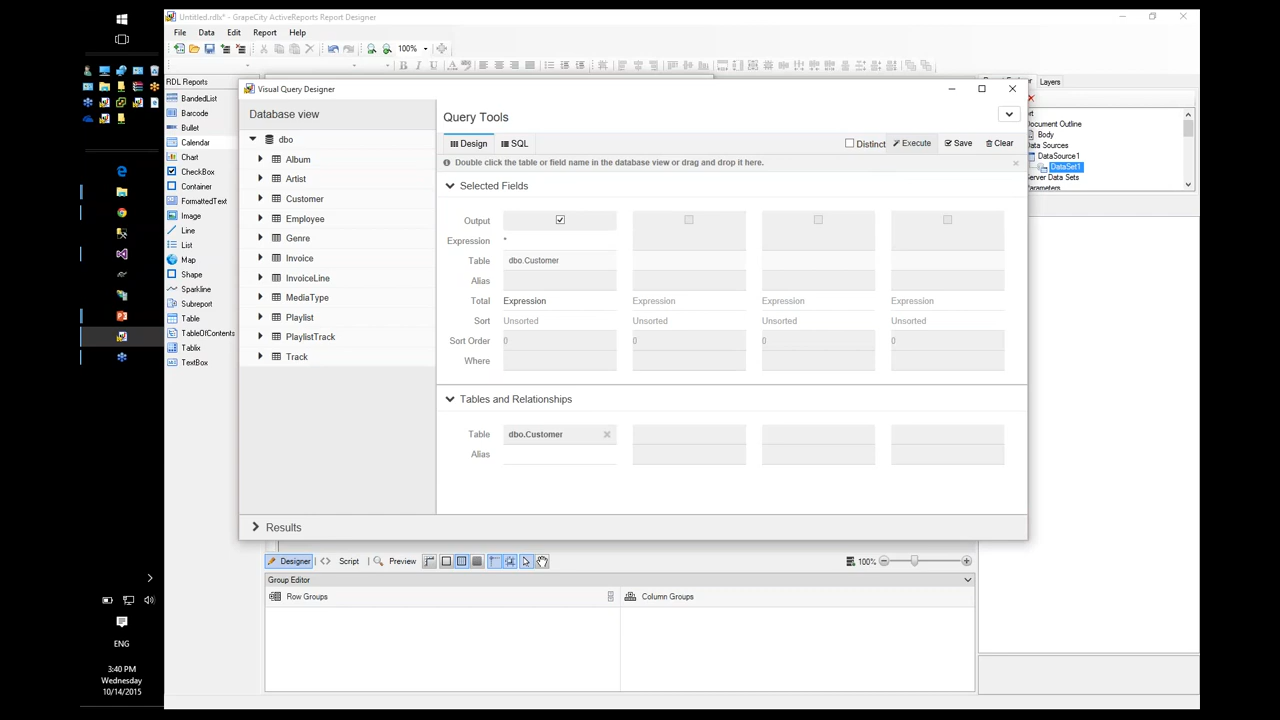 Untitled.rdlx* - GrapeCity ActiveReports Report Designer
File Data Edit Report Help
100%
B I U A
RDL Reports
BandedList
Barcode
Bullet
Calendar
Chart
CheckBox
Container
FormattedText
Image
Line
List
Map
Shape
Sparkline
Subreport
Table
TableOfContents
Tablix
TextBox
Visual Query Designer
Database view
dbo
Album
Artist
Customer
Employee
Genre
Invoice
InvoiceLine
MediaType
Playlist
PlaylistTrack
Track
Query Tools
Design SQL Distinct Execute Save Clear
Double click the table or field name in the database view or drag and drop it here.
Selected Fields
Output
Expression *
Table dbo.Customer
Alias
Total Expression Expression Expression Expression
Sort Unsorted Unsorted Unsorted Unsorted
Sort Order 0 0 0 0
Where
Tables and Relationships
Table dbo.Customer
Alias
Results
Layers
Document Outline
Body
DataSource1
DataSet1
Server Data Sets
Parameters
Designer Script Preview 100%
Group Editor
Row Groups Column Groups
ENG
3:40 PM
Wednesday
10/14/2015